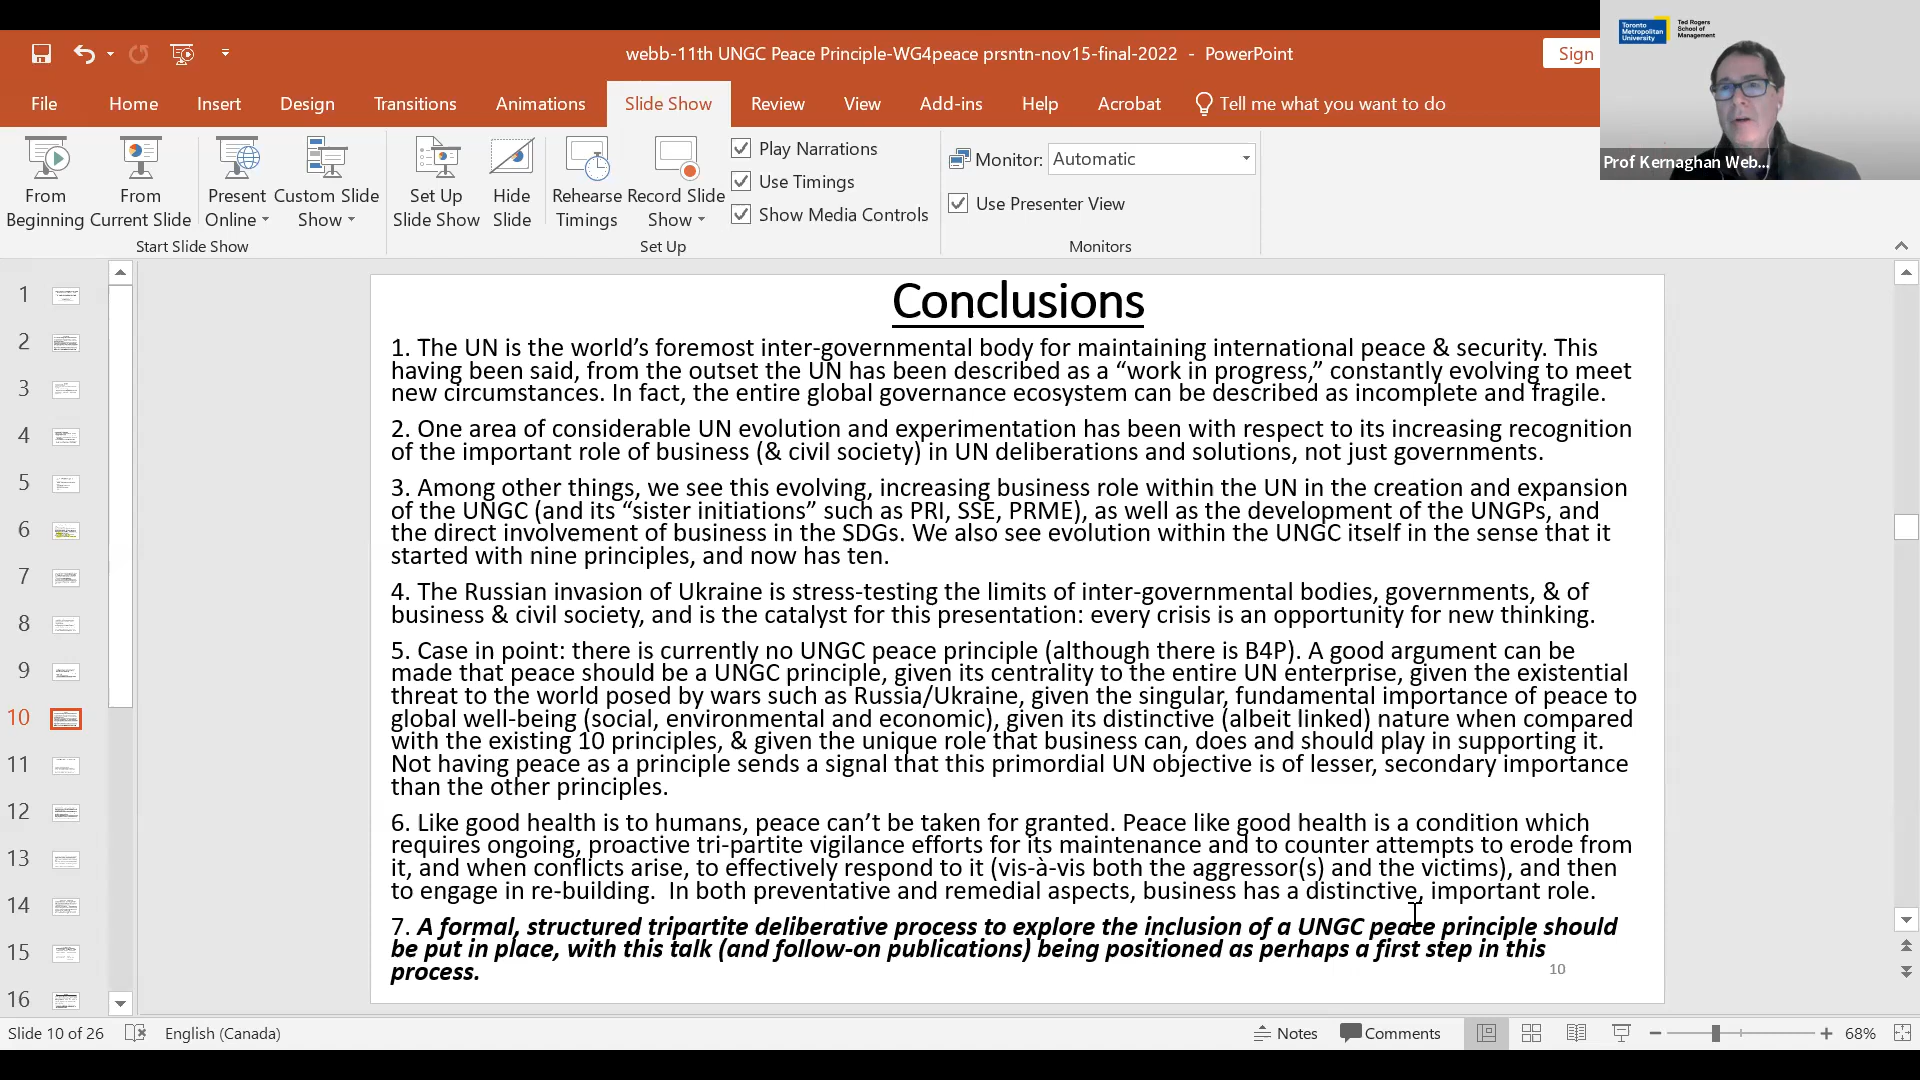 webb-11th UNGC Peace Principle-WG4peace prsntn-nov15-final-2022 - PowerPoint
Sign
Toronto Metropolitan University
Ted Rogers School of Management
File Home Insert Design Transitions Animations Slide Show Review View Add-ins Help Acrobat Tell me what you want to do
Prof Kernaghan Web...
From Beginning
From Current Slide
Present Online
Custom Slide Show
Start Slide Show
Set Up Slide Show
Hide Slide
Rehearse Timings
Record Slide Show
Play Narrations
Use Timings
Show Media Controls
Set Up
Monitor: Automatic
Use Presenter View
Monitors
1
2
3
4
5
6
7
8
9
10
11
12
13
14
15
16
Conclusions
1. The UN is the world’s foremost inter-governmental body for maintaining international peace & security. This
having been said, from the outset the UN has been described as a “work in progress,” constantly evolving to meet
new circumstances. In fact, the entire global governance ecosystem can be described as incomplete and fragile.
2. One area of considerable UN evolution and experimentation has been with respect to its increasing recognition
of the important role of business (& civil society) in UN deliberations and solutions, not just governments.
3. Among other things, we see this evolving, increasing business role within the UN in the creation and expansion
of the UNGC (and its “sister initiations” such as PRI, SSE, PRME), as well as the development of the UNGPs, and
the direct involvement of business in the SDGs. We also see evolution within the UNGC itself in the sense that it
started with nine principles, and now has ten.
4. The Russian invasion of Ukraine is stress-testing the limits of inter-governmental bodies, governments, & of
business & civil society, and is the catalyst for this presentation: every crisis is an opportunity for new thinking.
5. Case in point: there is currently no UNGC peace principle (although there is B4P). A good argument can be
made that peace should be a UNGC principle, given its centrality to the entire UN enterprise, given the existential
threat to the world posed by wars such as Russia/Ukraine, given the singular, fundamental importance of peace to
global well-being (social, environmental and economic), given its distinctive (albeit linked) nature when compared
with the existing 10 principles, & given the unique role that business can, does and should play in supporting it.
Not having peace as a principle sends a signal that this primordial UN objective is of lesser, secondary importance
than the other principles.
6. Like good health is to humans, peace can’t be taken for granted. Peace like good health is a condition which
requires ongoing, proactive tri-partite vigilance efforts for its maintenance and to counter attempts to erode from
it, and when conflicts arise, to effectively respond to it (vis-à-vis both the aggressor(s) and the victims), and then
to engage in re-building. In both preventative and remedial aspects, business has a distinctive, important role.
7. A formal, structured tripartite deliberative process to explore the inclusion of a UNGC peace principle should
be put in place, with this talk (and follow-on publications) being positioned as perhaps a first step in this
process.
10
Slide 10 of 26 English (Canada) Notes Comments 68%